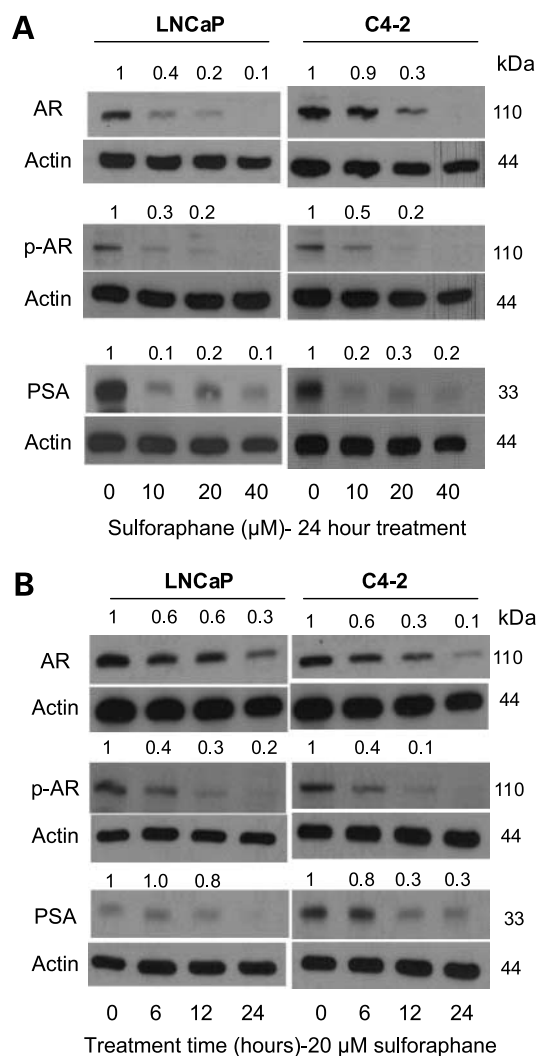 A
LNCaP C4-2
kDa
1 0.4 0.2 0.1 1 0.9 0.3
AR 110
Actin 44
1 0.3 0.2 1 0.5 0.2
p-AR 110
Actin 44
1 0.1 0.2 0.1 1 0.2 0.3 0.2
PSA 33
Actin 44
0 10 20 40 0 10 20 40
Sulforaphane (µM)- 24 hour treatment
B
LNCaP C4-2
1 0.6 0.6 0.3 1 0.6 0.3 0.1 kDa
AR 110
Actin 44
1 0.4 0.3 0.2 1 0.4 0.1
p-AR 110
Actin 44
1 1.0 0.8 1 0.8 0.3 0.3
PSA 33
Actin 44
0 6 12 24 0 6 12 24
Treatment time (hours)-20 µM sulforaphane